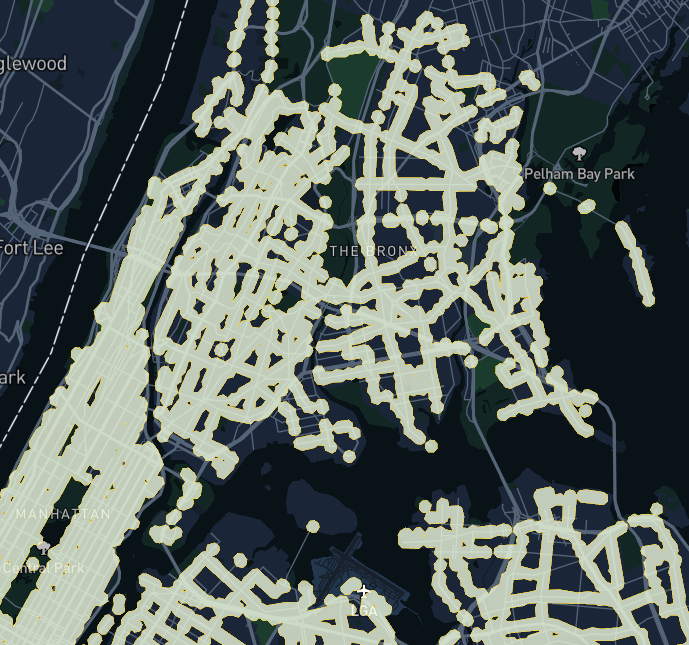 glewood
Pelham Bay Park
Fort Lee
THE BRONX
ark
MANHATTAN
Central Park
LGA